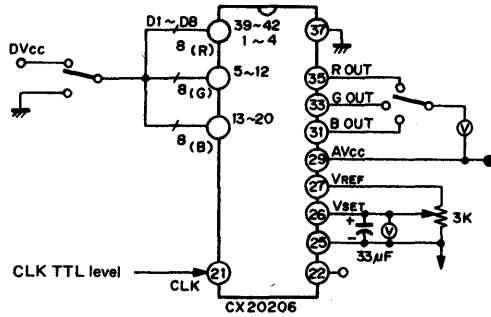 D1~D8
DVcc
8 (R)
39~42
1~4
37
8 (G)
5~12
35 R OUT
33 G OUT
8 (B)
13~20
31 B OUT
V
29 AVcc
27 VREF
26 VSET
+
-
V
3K
25
33μF
CLK TTL level
21
CLK
22
CX20206